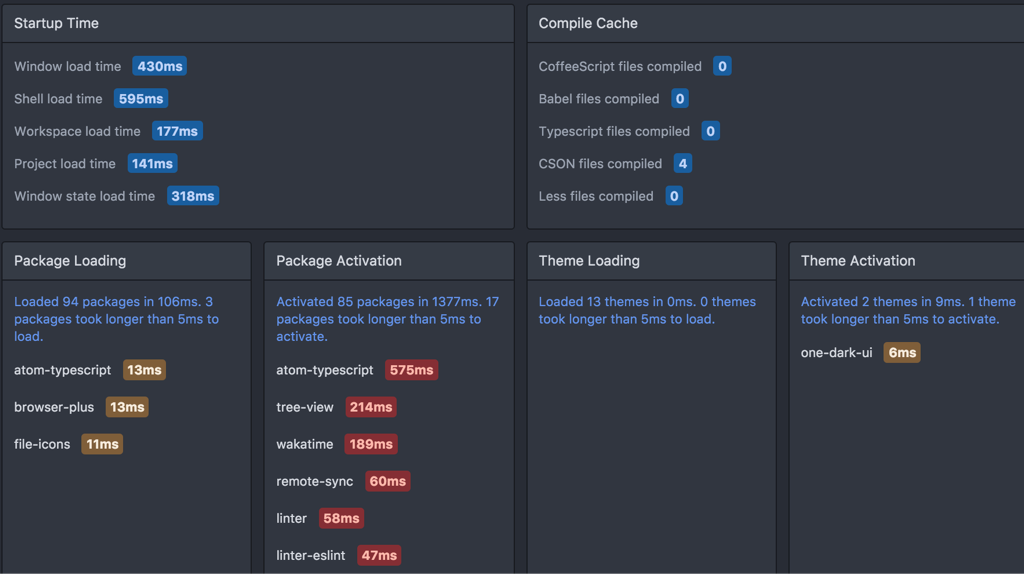 Startup Time
Window load time 430ms
Shell load time 595ms
Workspace load time 177ms
Project load time 141ms
Window state load time 318ms
Compile Cache
CoffeeScript files compiled 0
Babel files compiled 0
Typescript files compiled 0
CSON files compiled 4
Less files compiled 0
Package Loading
Loaded 94 packages in 106ms. 3
packages took longer than 5ms to
load.
atom-typescript 13ms
browser-plus 13ms
file-icons 11ms
Package Activation
Activated 85 packages in 1377ms. 17
packages took longer than 5ms to
activate.
atom-typescript 575ms
tree-view 214ms
wakatime 189ms
remote-sync 60ms
linter 58ms
linter-eslint 47ms
Theme Loading
Loaded 13 themes in 0ms. 0 themes
took longer than 5ms to load.
Theme Activation
Activated 2 themes in 9ms. 1 theme
took longer than 5ms to activate.
one-dark-ui 6ms